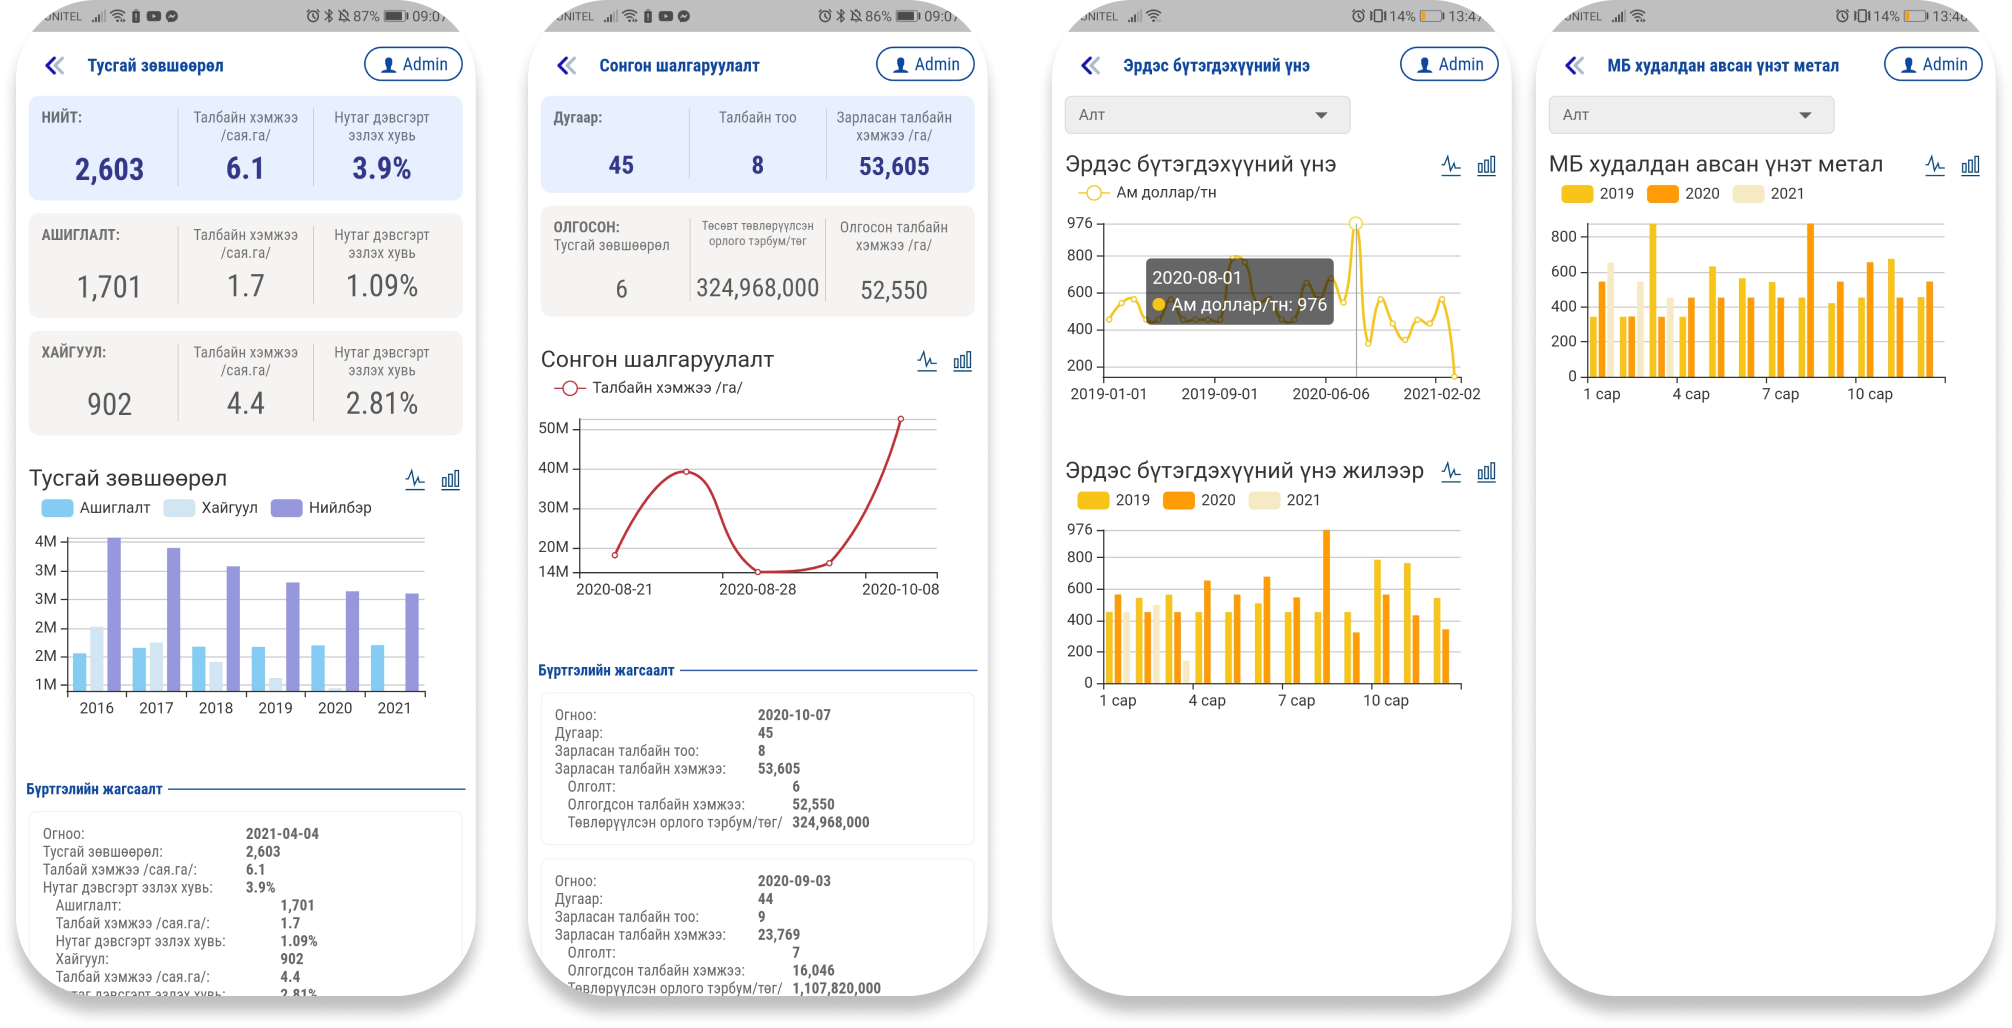 UNITEL 87% 09:07
Тусгай зөвшөөрөл
Admin
НИЙТ:
2,603
Талбайн хэмжээ
/сая.га/
6.1
Нутаг дэвсгэрт
эзлэх хувь
3.9%
АШИГЛАЛТ:
1,701
Талбайн хэмжээ
/сая.га/
1.7
Нутаг дэвсгэрт
эзлэх хувь
1.09%
ХАЙГУУЛ:
902
Талбайн хэмжээ
/сая.га/
4.4
Нутаг дэвсгэрт
эзлэх хувь
2.81%
Тусгай зөвшөөрөл
Ашиглалт Хайгуул Нийлбэр
4M
3M
3M
2M
2M
1M
2016 2017 2018 2019 2020 2021
Бүртгэлийн жагсаалт
Огноо: 2021-04-04
Тусгай зөвшөөрөл: 2,603
Талбай хэмжээ /сая.га/: 6.1
Нутаг дэвсгэрт эзлэх хувь: 3.9%
Ашиглалт: 1,701
Талбай хэмжээ /сая.га/: 1.7
Нутаг дэвсгэрт эзлэх хувь: 1.09%
Хайгуул: 902
Талбай хэмжээ /сая.га/: 4.4
Нутаг дэвсгэрт эзлэх хувь: 2.81%
UNITEL 86% 09:07
Сонгон шалгаруулалт
Admin
Дугаар:
45
Талбайн тоо
8
Зарласан талбайн
хэмжээ /га/
53,605
ОЛГОСОН:
Тусгай зөвшөөрөл
6
Төсөвт төвлөрүүлсэн
орлого тэрбум/төг
324,968,000
Олгосон талбайн
хэмжээ /га/
52,550
Сонгон шалгаруулалт
Талбайн хэмжээ /га/
50M
40M
30M
20M
14M
2020-08-21 2020-08-28 2020-10-08
Бүртгэлийн жагсаалт
Огноо: 2020-10-07
Дугаар: 45
Зарласан талбайн тоо: 8
Зарласан талбайн хэмжээ: 53,605
Олголт: 6
Олгогдсон талбайн хэмжээ: 52,550
Төвлөрүүлсэн орлого тэрбум/төг/ 324,968,000
Огноо: 2020-09-03
Дугаар: 44
Зарласан талбайн тоо: 9
Зарласан талбайн хэмжээ: 23,769
Олголт: 7
Олгогдсон талбайн хэмжээ: 16,046
Төвлөрүүлсэн орлого тэрбум/төг/ 1,107,820,000
UNITEL 14% 13:47
Эрдэс бүтэгдэхүүний үнэ
Admin
Алт
Эрдэс бүтэгдэхүүний үнэ
Ам доллар/тн
976
800
600
400
200
2020-08-01
Ам доллар/тн: 976
2019-01-01 2019-09-01 2020-06-06 2021-02-02
Эрдэс бүтэгдэхүүний үнэ жилээр
2019 2020 2021
976
800
600
400
200
0
1 сар 4 сар 7 сар 10 сар
UNITEL 14% 13:46
МБ худалдан авсан үнэт метал
Admin
Алт
МБ худалдан авсан үнэт метал
2019 2020 2021
800
600
400
200
0
1 сар 4 сар 7 сар 10 сар